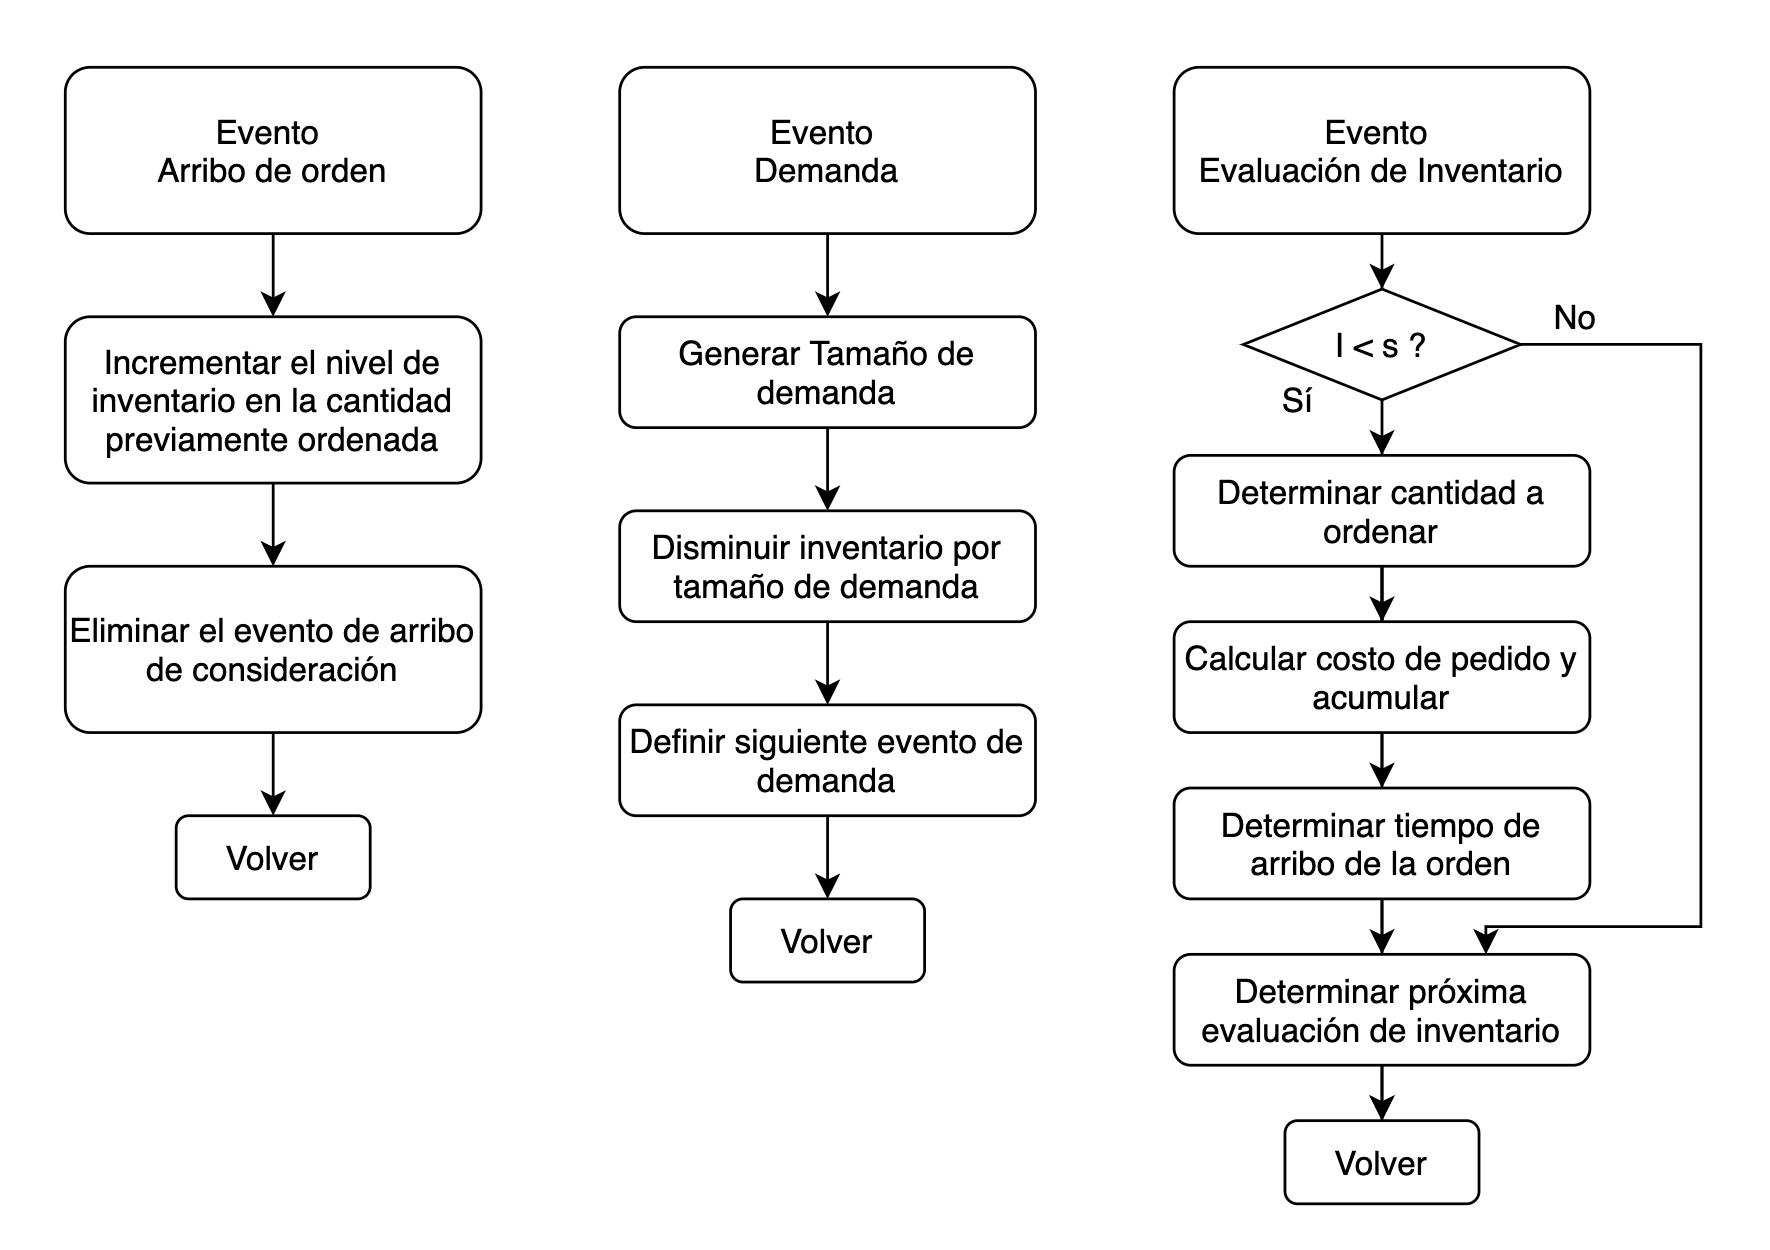 Evento
Arribo de orden
Incrementar el nivel de
inventario en la cantidad
previamente ordenada
Eliminar el evento de arribo
de consideración
Volver
Evento
Demanda
Generar Tamaño de
demanda
Disminuir inventario por
tamaño de demanda
Definir siguiente evento de
demanda
Volver
Evento
Evaluación de Inventario
I < s ?
No
Sí
Determinar cantidad a
ordenar
Calcular costo de pedido y
acumular
Determinar tiempo de
arribo de la orden
Determinar próxima
evaluación de inventario
Volver